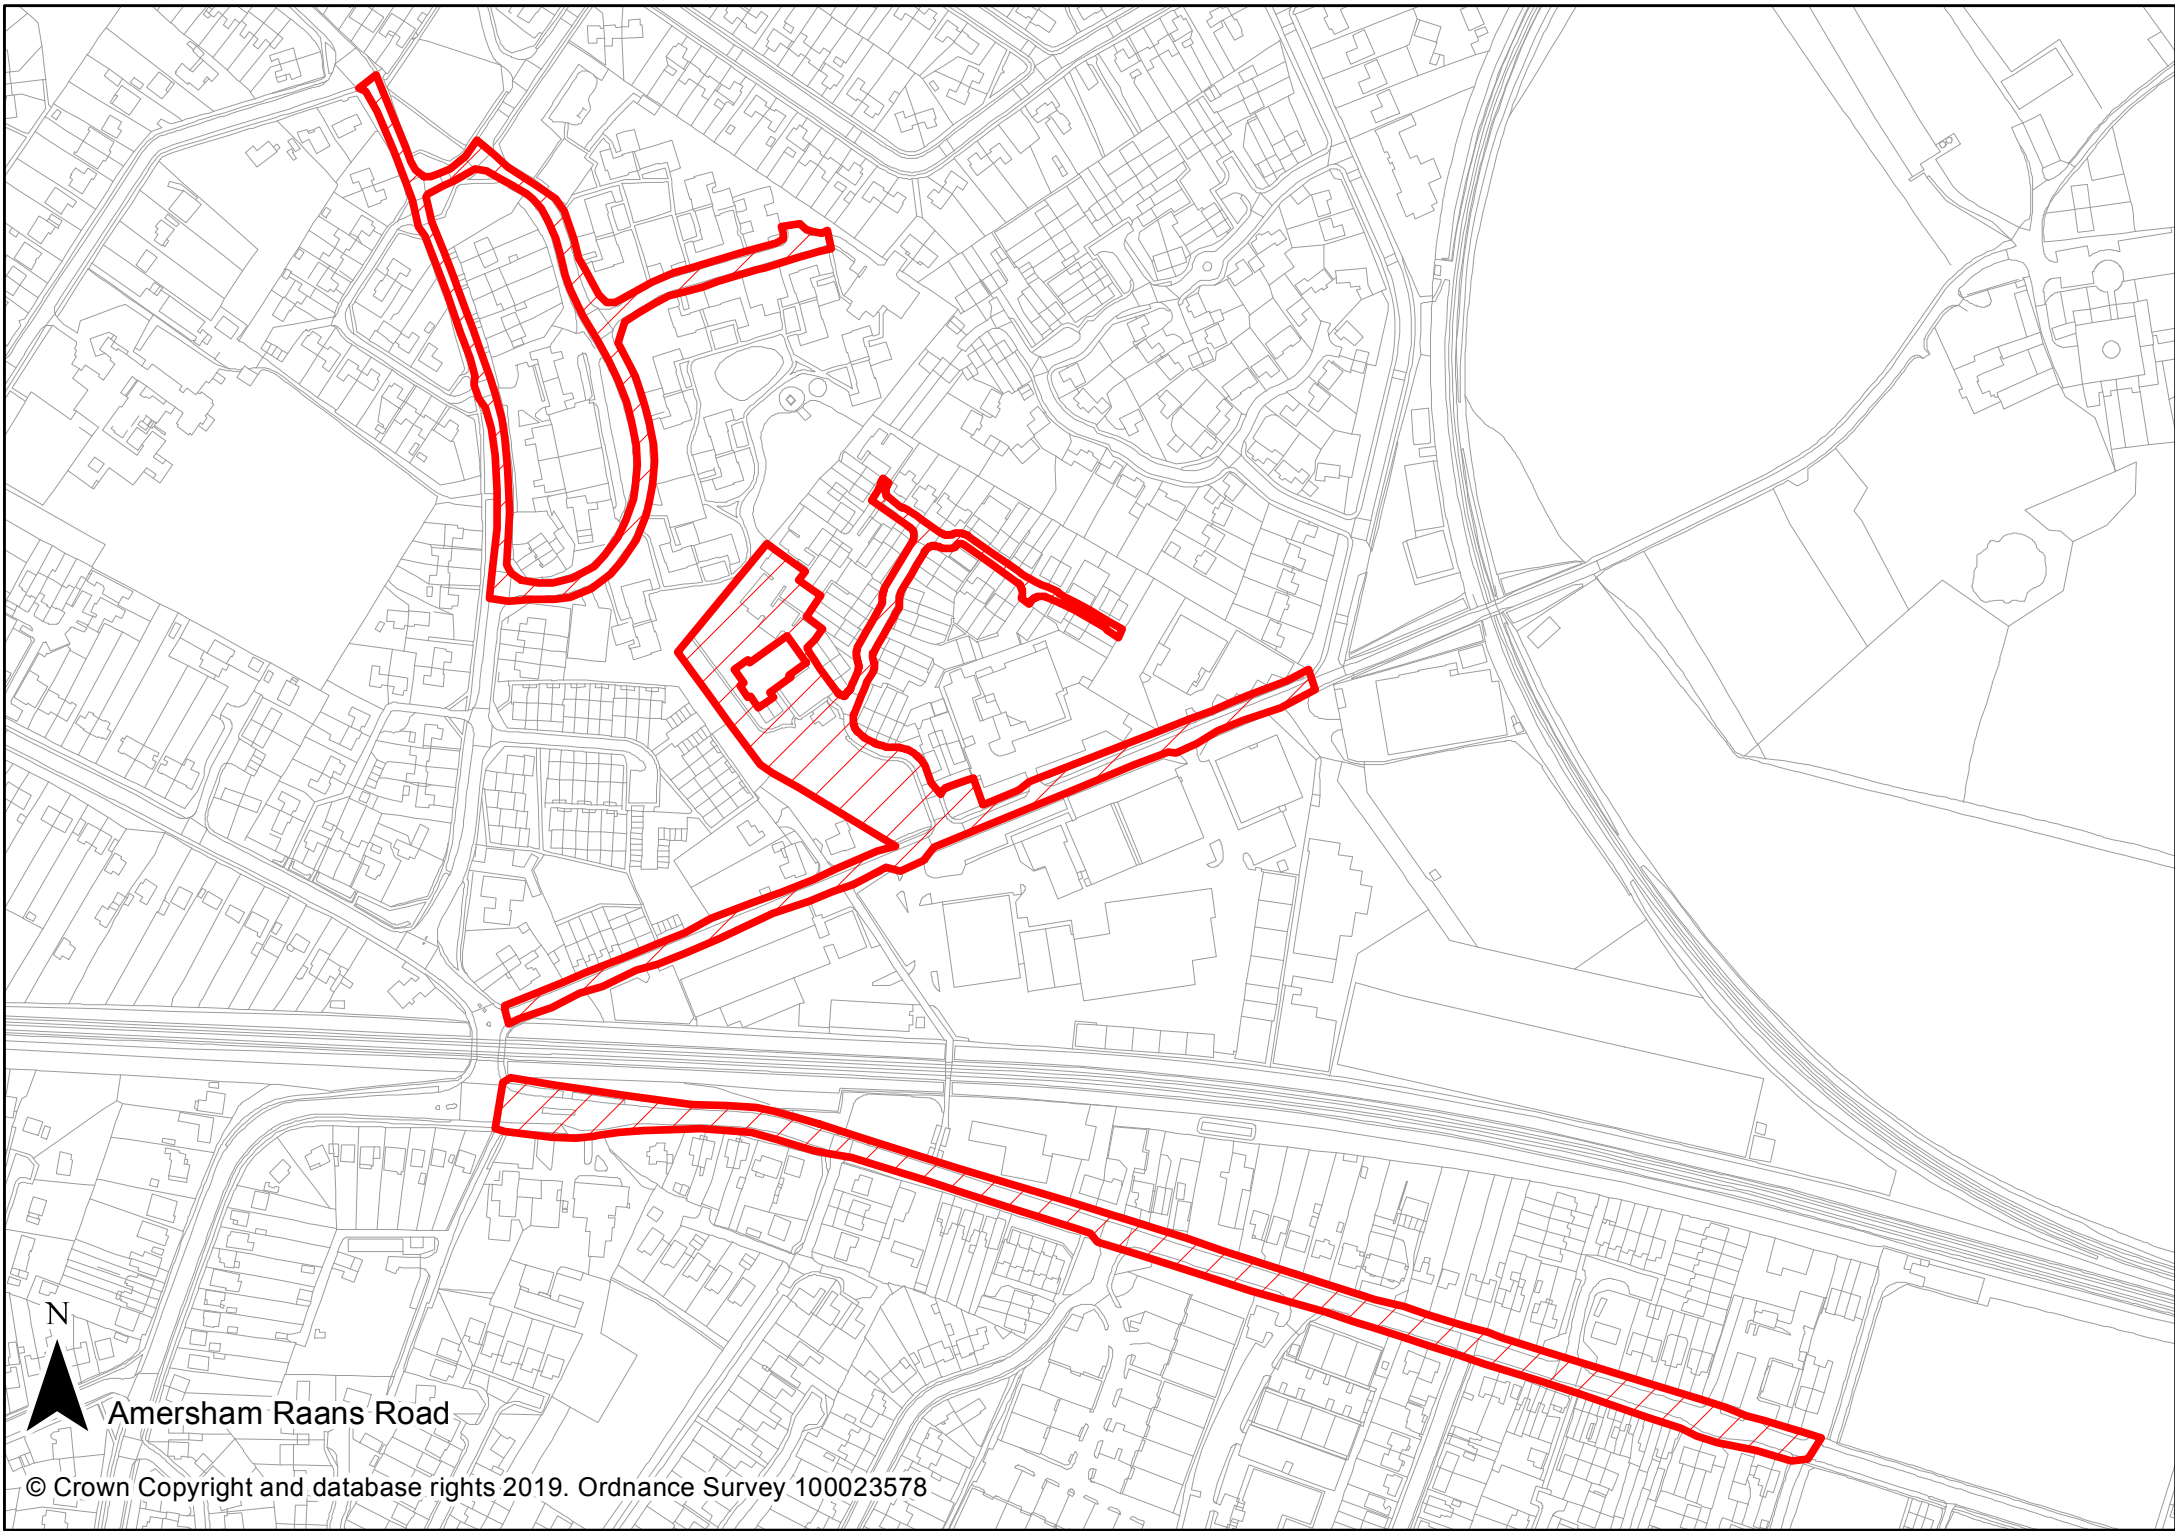 N
Amersham Raans Road
© Crown Copyright and database rights 2019. Ordnance Survey 100023578